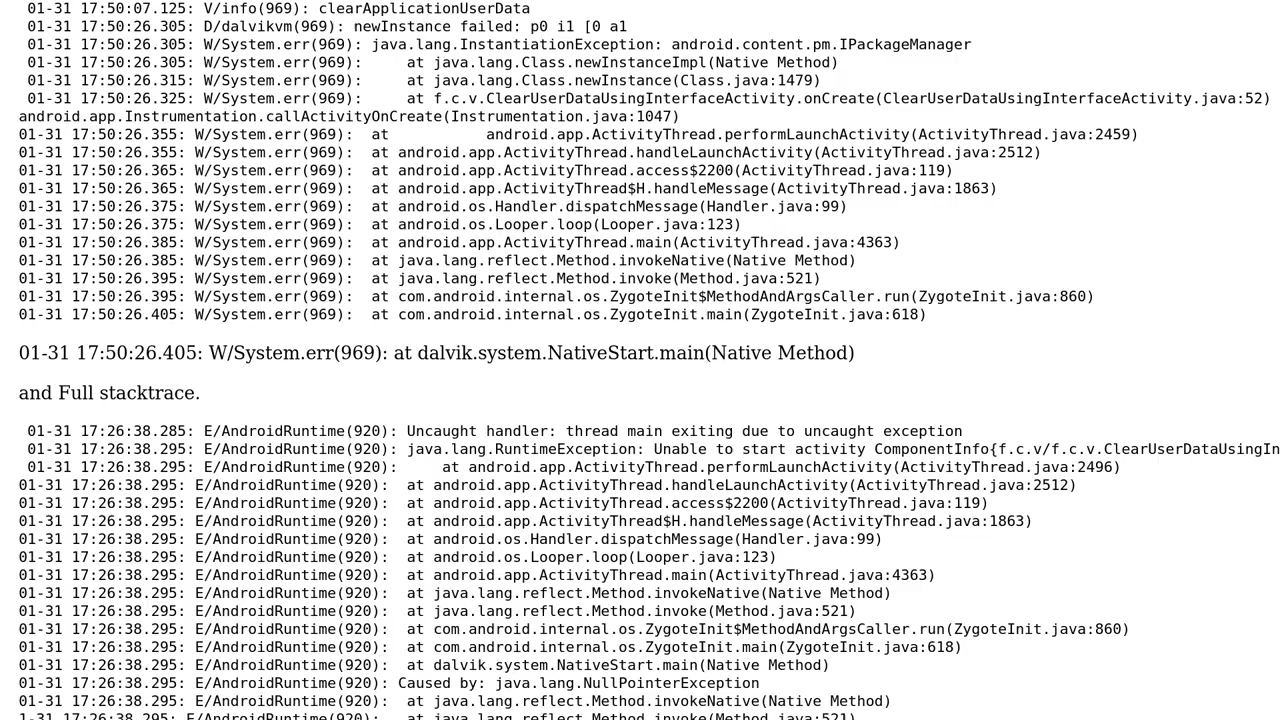 01-31 17:50:07.125: V/info(969): clearApplicationUserData
01-31 17:50:26.305: D/dalvikvm(969): newInstance failed: p0 i1 [0 a1
01-31 17:50:26.305: W/System.err(969): java.lang.InstantiationException: android.content.pm.IPackageManager
01-31 17:50:26.305: W/System.err(969):     at java.lang.Class.newInstanceImpl(Native Method)
01-31 17:50:26.315: W/System.err(969):     at java.lang.Class.newInstance(Class.java:1479)
01-31 17:50:26.325: W/System.err(969):     at f.c.v.ClearUserDataUsingInterfaceActivity.onCreate(ClearUserDataUsingInterfaceActivity.java:52)
android.app.Instrumentation.callActivityOnCreate(Instrumentation.java:1047)
01-31 17:50:26.355: W/System.err(969):  at           android.app.ActivityThread.performLaunchActivity(ActivityThread.java:2459)
01-31 17:50:26.355: W/System.err(969):  at android.app.ActivityThread.handleLaunchActivity(ActivityThread.java:2512)
01-31 17:50:26.365: W/System.err(969):  at android.app.ActivityThread.access$2200(ActivityThread.java:119)
01-31 17:50:26.365: W/System.err(969):  at android.app.ActivityThread$H.handleMessage(ActivityThread.java:1863)
01-31 17:50:26.375: W/System.err(969):  at android.os.Handler.dispatchMessage(Handler.java:99)
01-31 17:50:26.375: W/System.err(969):  at android.os.Looper.loop(Looper.java:123)
01-31 17:50:26.385: W/System.err(969):  at android.app.ActivityThread.main(ActivityThread.java:4363)
01-31 17:50:26.385: W/System.err(969):  at java.lang.reflect.Method.invokeNative(Native Method)
01-31 17:50:26.395: W/System.err(969):  at java.lang.reflect.Method.invoke(Method.java:521)
01-31 17:50:26.395: W/System.err(969):  at com.android.internal.os.ZygoteInit$MethodAndArgsCaller.run(ZygoteInit.java:860)
01-31 17:50:26.405: W/System.err(969):  at com.android.internal.os.ZygoteInit.main(ZygoteInit.java:618)
01-31 17:50:26.405: W/System.err(969): at dalvik.system.NativeStart.main(Native Method)
and Full stacktrace.
01-31 17:26:38.285: E/AndroidRuntime(920): Uncaught handler: thread main exiting due to uncaught exception
01-31 17:26:38.295: E/AndroidRuntime(920): java.lang.RuntimeException: Unable to start activity ComponentInfo{f.c.v/f.c.v.ClearUserDataUsingIn
01-31 17:26:38.295: E/AndroidRuntime(920):     at android.app.ActivityThread.performLaunchActivity(ActivityThread.java:2496)
01-31 17:26:38.295: E/AndroidRuntime(920):  at android.app.ActivityThread.handleLaunchActivity(ActivityThread.java:2512)
01-31 17:26:38.295: E/AndroidRuntime(920):  at android.app.ActivityThread.access$2200(ActivityThread.java:119)
01-31 17:26:38.295: E/AndroidRuntime(920):  at android.app.ActivityThread$H.handleMessage(ActivityThread.java:1863)
01-31 17:26:38.295: E/AndroidRuntime(920):  at android.os.Handler.dispatchMessage(Handler.java:99)
01-31 17:26:38.295: E/AndroidRuntime(920):  at android.os.Looper.loop(Looper.java:123)
01-31 17:26:38.295: E/AndroidRuntime(920):  at android.app.ActivityThread.main(ActivityThread.java:4363)
01-31 17:26:38.295: E/AndroidRuntime(920):  at java.lang.reflect.Method.invokeNative(Native Method)
01-31 17:26:38.295: E/AndroidRuntime(920):  at java.lang.reflect.Method.invoke(Method.java:521)
01-31 17:26:38.295: E/AndroidRuntime(920):  at com.android.internal.os.ZygoteInit$MethodAndArgsCaller.run(ZygoteInit.java:860)
01-31 17:26:38.295: E/AndroidRuntime(920):  at com.android.internal.os.ZygoteInit.main(ZygoteInit.java:618)
01-31 17:26:38.295: E/AndroidRuntime(920):  at dalvik.system.NativeStart.main(Native Method)
01-31 17:26:38.295: E/AndroidRuntime(920): Caused by: java.lang.NullPointerException
01-31 17:26:38.295: E/AndroidRuntime(920):  at java.lang.reflect.Method.invokeNative(Native Method)
1-31 17:26:38.295: E/AndroidRuntime(920):  at java.lang.reflect.Method.invoke(Method.java:521)